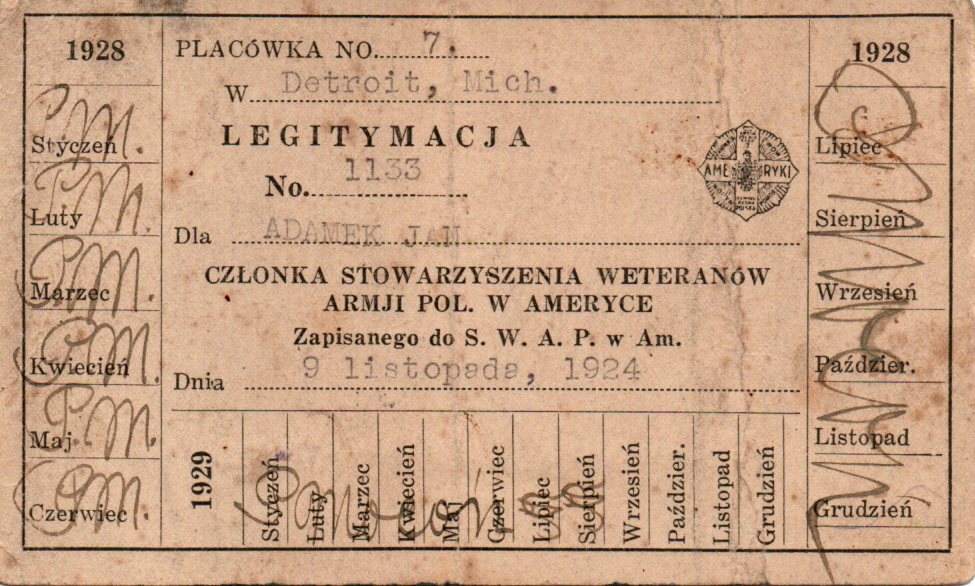 1928
Styczeń P. M.
Luty P. M.
Marzec P. M.
Kwiecień P. M.
Maj P. M.
Czerwiec P. M.
PLACÓWKA NO. 7.
W Detroit, Mich.
LEGITYMACJA
No. 1133
AMERYKI
Dla ADAMEK JAN
CZŁONKA STOWARZYSZENIA WETERANÓW
ARMJI POL. W AMERYCE
Zapisanego do S. W. A. P. w Am.
Dnia 9 listopada, 1924
1929
Styczeń
Luty
Marzec
Kwiecień
Maj
Czerwiec
Lipiec
Sierpień
Wrzesień
Paździer.
Listopad
Grudzień
1928
Lipiec
Sierpień
Wrzesień
Paździer.
Listopad
Grudzień